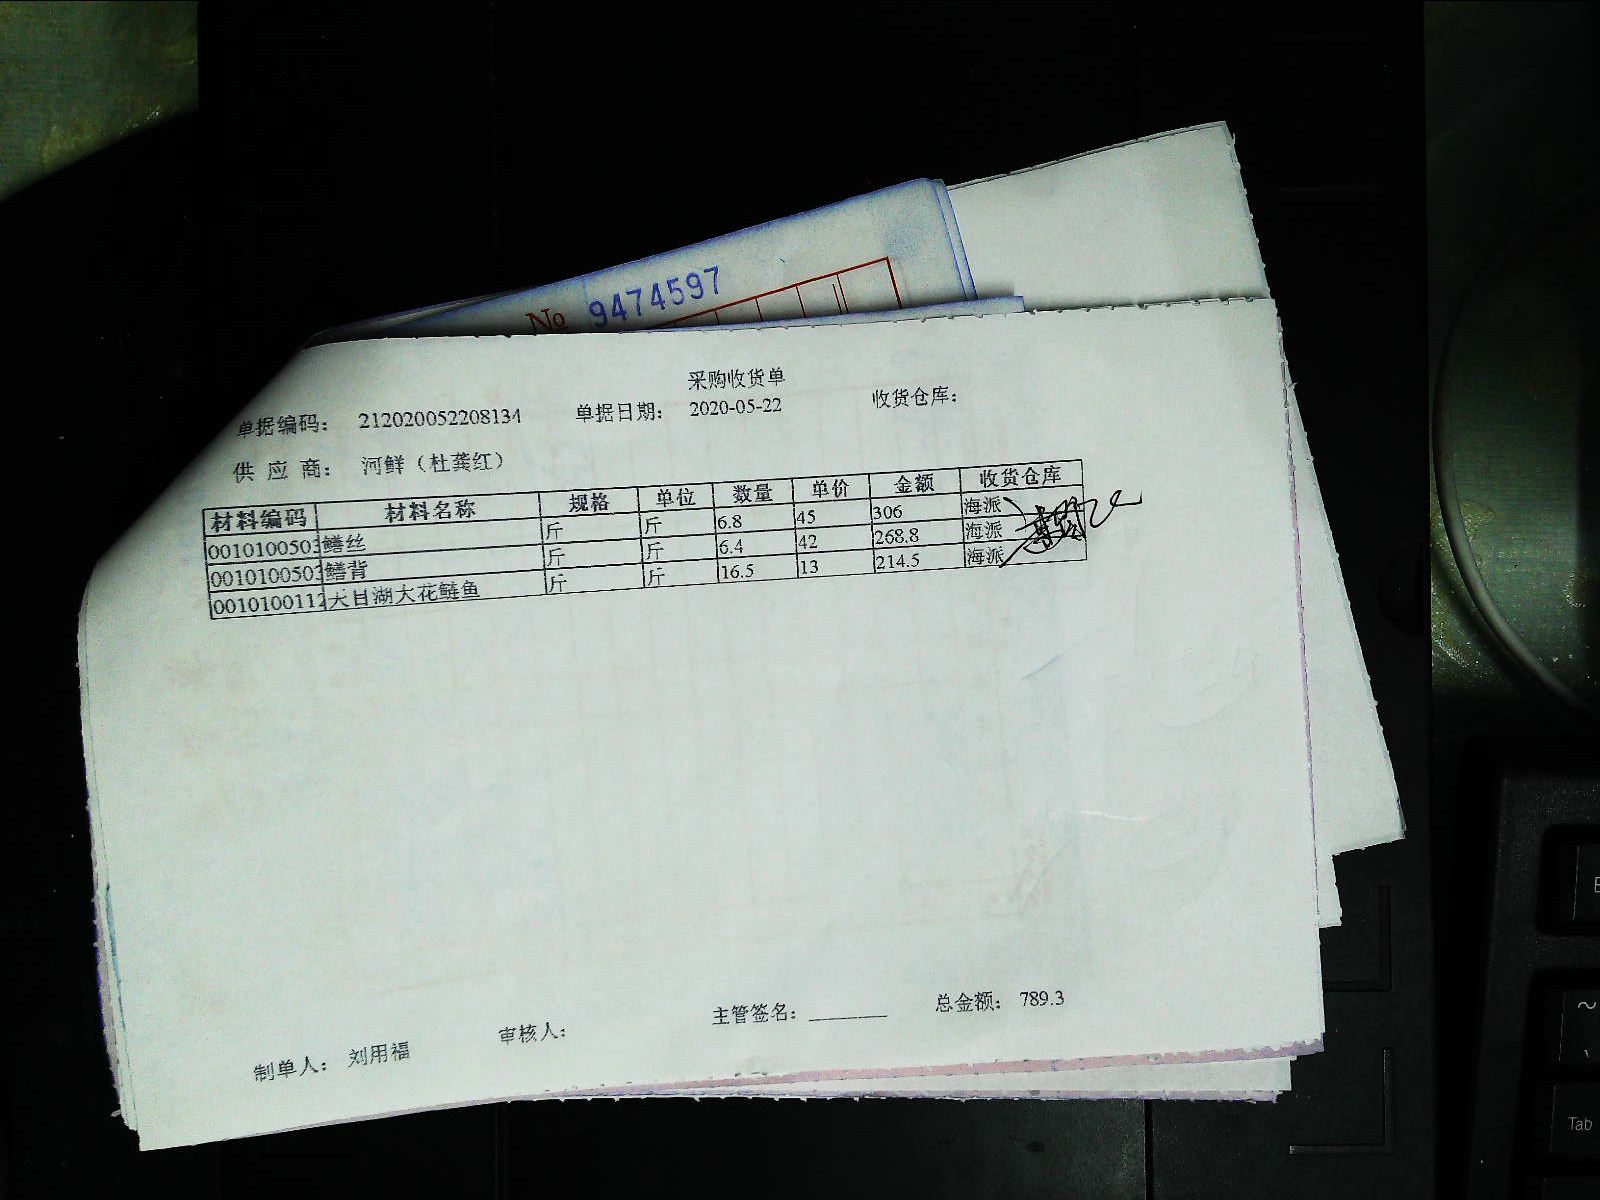 № 9474597
采购收货单
单据编码： 212020052208134 单据日期： 2020-05-22 收货仓库：
供 应 商： 河鲜（杜龚红）
材料编码 材料名称 规格 单位 数量 单价 金额 收货仓库
0010100503 鳝丝 斤 斤 6.8 45 306 海派
0010100503 鳝背 斤 斤 6.4 42 268.8 海派
0010100112 天目湖大花鲢鱼 斤 斤 16.5 13 214.5 海派
制单人： 刘用福 审核人： 主管签名：________ 总金额： 789.3
Tab